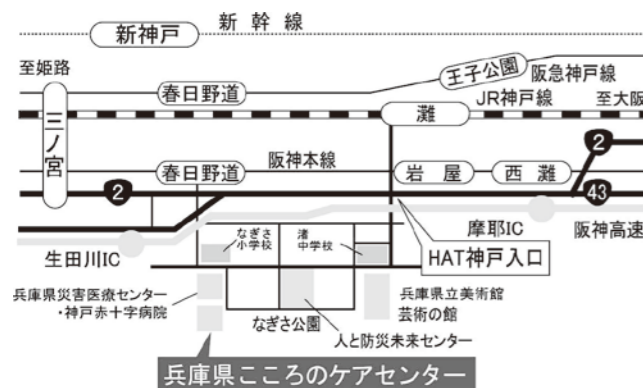 新幹線
新神戸
王子公園
阪急神戸線
至姫路
春日野道
JR神戸線
至大阪
三ノ宮
灘
2
阪神本線
春日野道
岩屋
西灘
2
43
なぎさ
小学校
渚
中学校
摩耶IC
阪神高速
生田川IC
HAT神戸入口
兵庫県災害医療センター
・神戸赤十字病院
なぎさ公園
兵庫県立美術館
芸術の館
人と防災未来センター
兵庫県こころのケアセンター